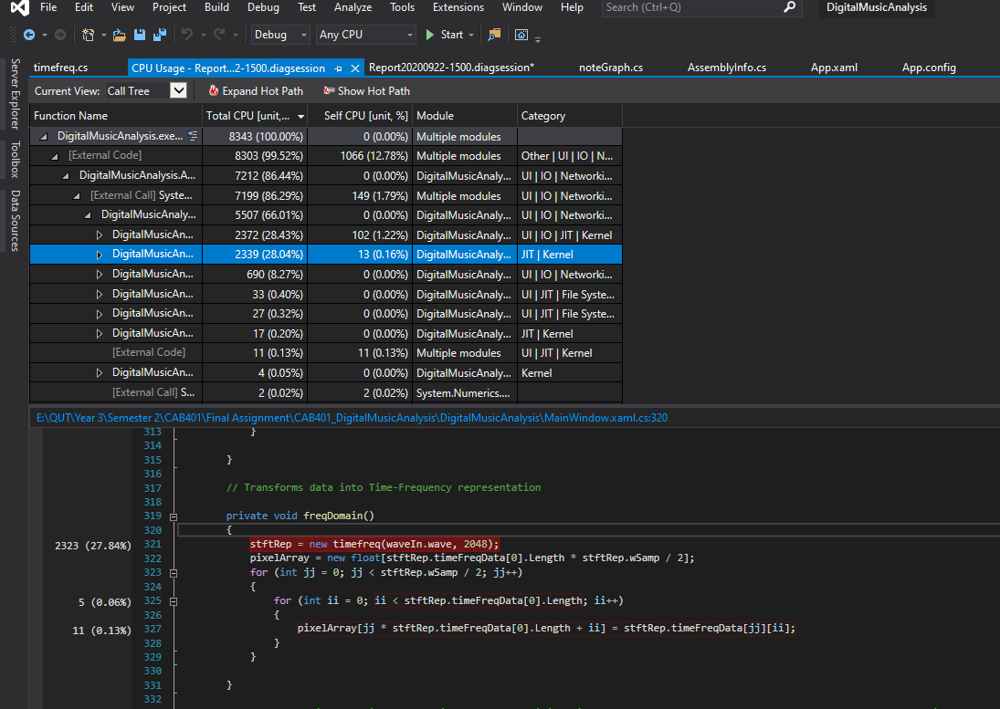 File Edit View Project Build Debug Test Analyze Tools Extensions Window Help Search (Ctrl+Q) DigitalMusicAnalysis
Debug Any CPU Start
Server Explorer
Toolbox
Data Sources
timefreq.cs CPU Usage - Report...2-1500.diagsession Report20200922-1500.diagsession* noteGraph.cs AssemblyInfo.cs App.xaml App.config
Current View: Call Tree Expand Hot Path Show Hot Path
Function Name Total CPU [unit,... Self CPU [unit, %] Module Category
DigitalMusicAnalysis.exe... 8343 (100.00%) 0 (0.00%) Multiple modules
[External Code] 8303 (99.52%) 1066 (12.78%) Multiple modules Other | UI | IO | N...
DigitalMusicAnalysis.A... 7212 (86.44%) 0 (0.00%) DigitalMusicAnaly... UI | IO | Networki...
[External Call] Syste... 7199 (86.29%) 149 (1.79%) Multiple modules UI | IO | Networki...
DigitalMusicAnaly... 5507 (66.01%) 0 (0.00%) DigitalMusicAnaly... UI | IO | Networki...
DigitalMusicAn... 2372 (28.43%) 102 (1.22%) DigitalMusicAnaly... UI | IO | JIT | Kernel
DigitalMusicAn... 2339 (28.04%) 13 (0.16%) DigitalMusicAnaly... JIT | Kernel
DigitalMusicAn... 690 (8.27%) 0 (0.00%) DigitalMusicAnaly... UI | IO | Networki...
DigitalMusicAn... 33 (0.40%) 0 (0.00%) DigitalMusicAnaly... UI | JIT | File Syste...
DigitalMusicAn... 27 (0.32%) 0 (0.00%) DigitalMusicAnaly... UI | JIT | File Syste...
DigitalMusicAn... 17 (0.20%) 0 (0.00%) DigitalMusicAnaly... JIT | Kernel
[External Code] 11 (0.13%) 11 (0.13%) Multiple modules UI | JIT | Kernel
DigitalMusicAn... 4 (0.05%) 0 (0.00%) DigitalMusicAnaly... Kernel
[External Call] S... 2 (0.02%) 2 (0.02%) System.Numerics....
E:\QUT\Year 3\Semester 2\CAB401\Final Assignment\CAB401_DigitalMusicAnalysis\DigitalMusicAnalysis\MainWindow.xaml.cs:320
313 }
314
315 }
316
317 // Transforms data into Time-Frequency representation
318
319 private void freqDomain()
320 {
2323 (27.84%) 321 stftRep = new timefreq(waveIn.wave, 2048);
322 pixelArray = new float[stftRep.timeFreqData[0].Length * stftRep.wSamp / 2];
323 for (int jj = 0; jj < stftRep.wSamp / 2; jj++)
324 {
5 (0.06%) 325 for (int ii = 0; ii < stftRep.timeFreqData[0].Length; ii++)
326 {
11 (0.13%) 327 pixelArray[jj * stftRep.timeFreqData[0].Length + ii] = stftRep.timeFreqData[jj][ii];
328 }
329 }
330
331 }
332